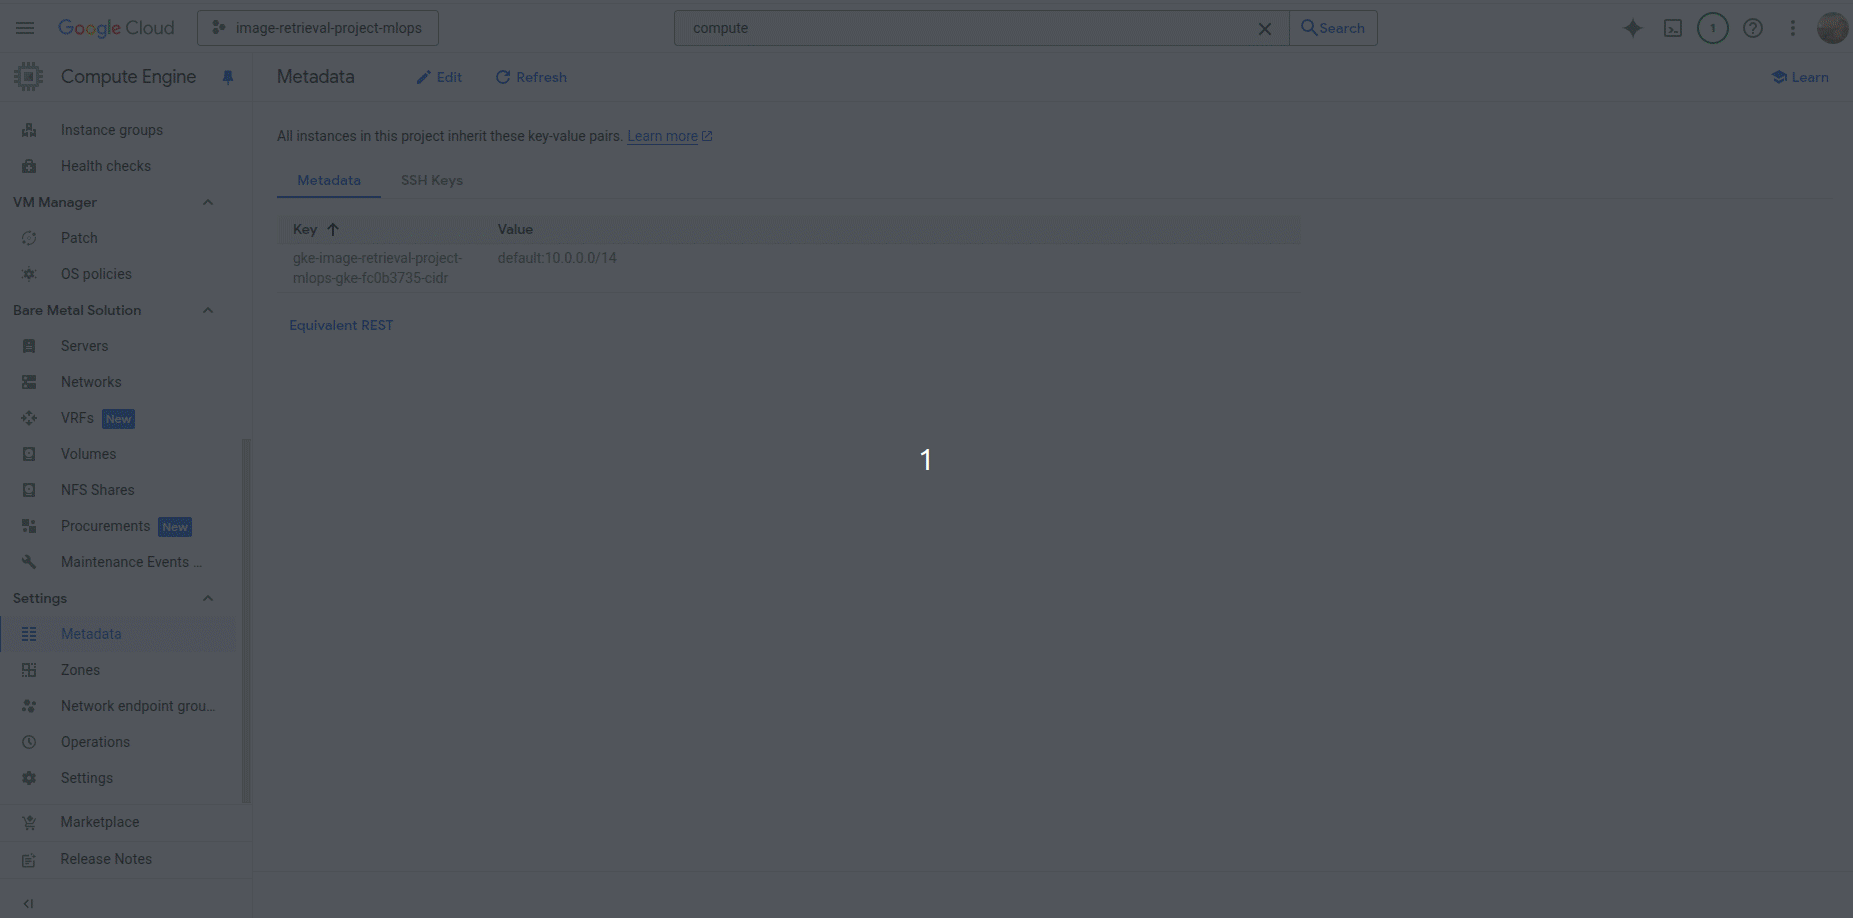 Google Cloud
image-retrieval-project-mlops
compute
Search
1
Compute Engine
Metadata
Edit
Refresh
Learn
Instance groups
Health checks
VM Manager
Patch
OS policies
Bare Metal Solution
Servers
Networks
VRFs New
Volumes
NFS Shares
Procurements New
Maintenance Events ...
Settings
Metadata
Zones
Network endpoint grou...
Operations
Settings
Marketplace
Release Notes
All instances in this project inherit these key-value pairs. Learn more
Metadata
SSH Keys
Key
Value
gke-image-retrieval-project-
mlops-gke-fc0b3735-cidr
default:10.0.0.0/14
Equivalent REST
1